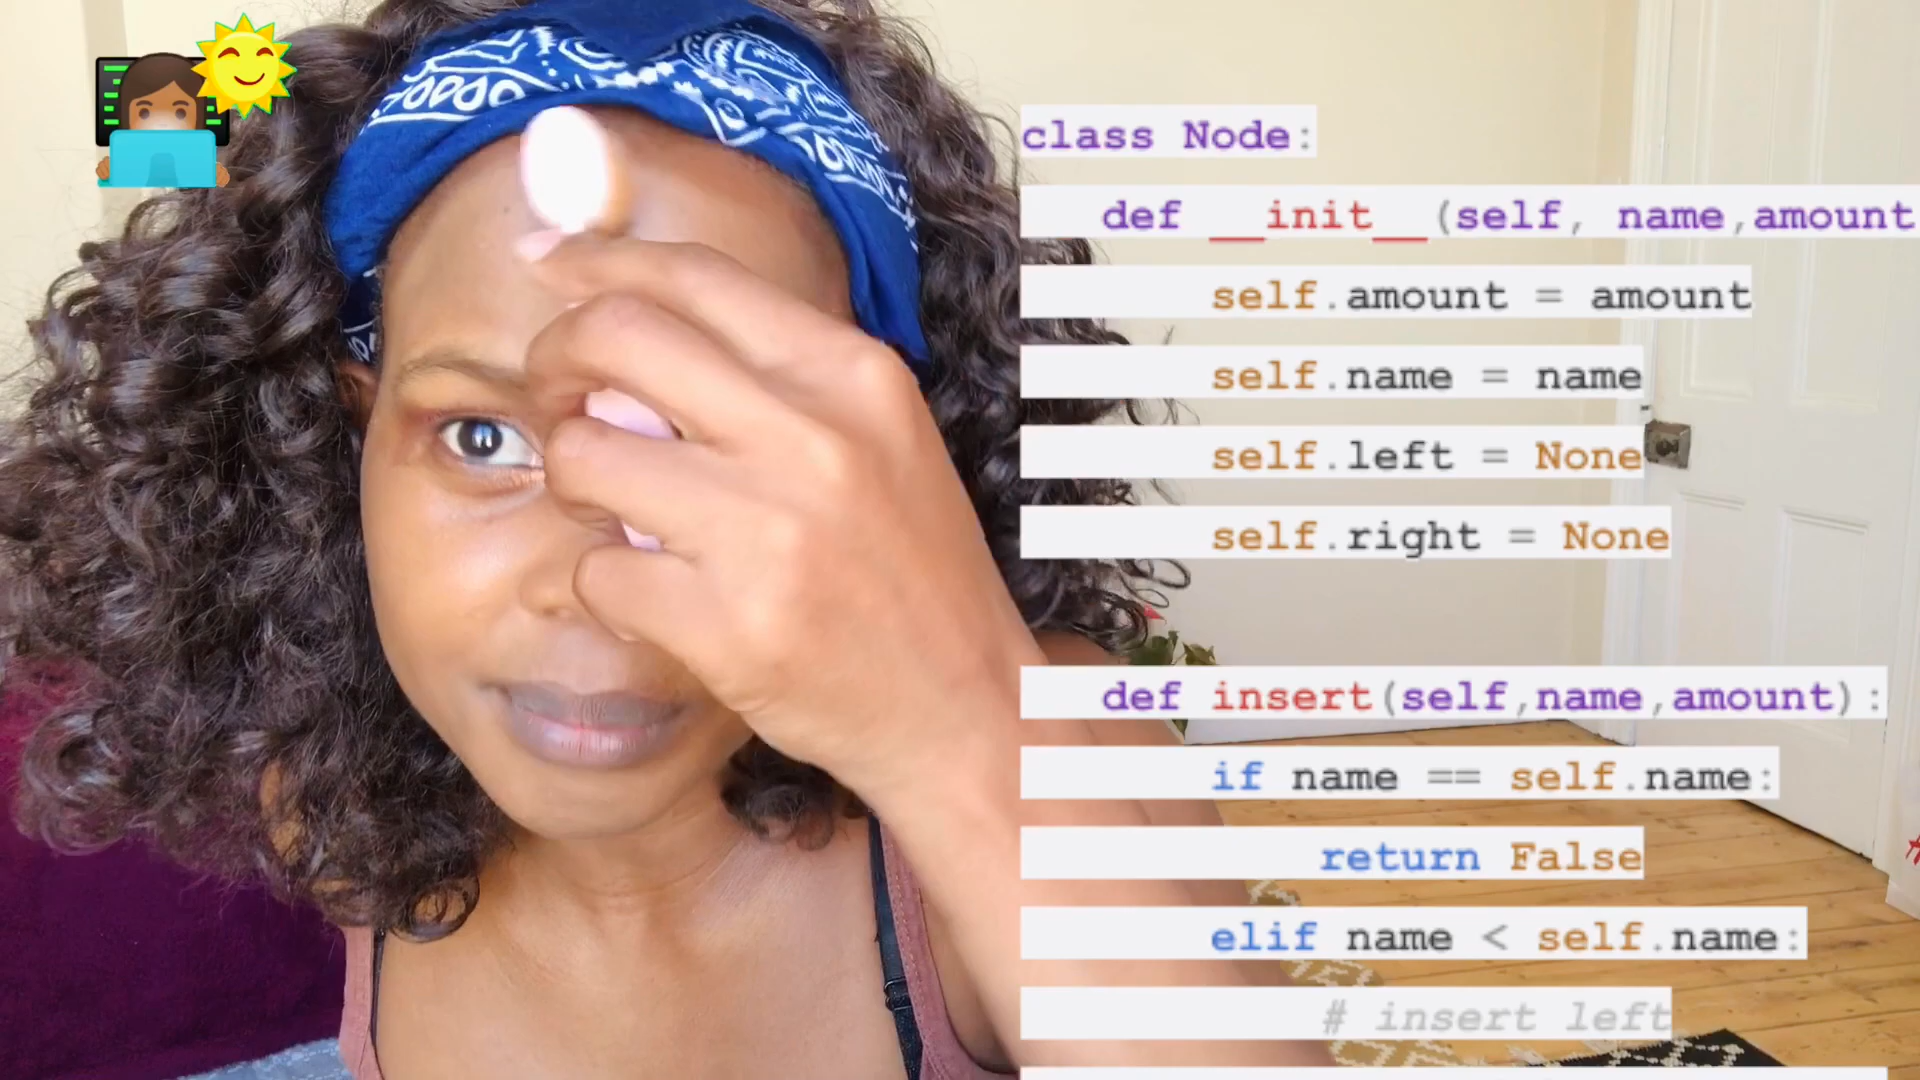 class Node:
def __init__(self, name,amount
self.amount = amount
self.name = name
self.left = None
self.right = None
def insert(self,name,amount):
if name == self.name:
return False
elif name < self.name:
# insert left